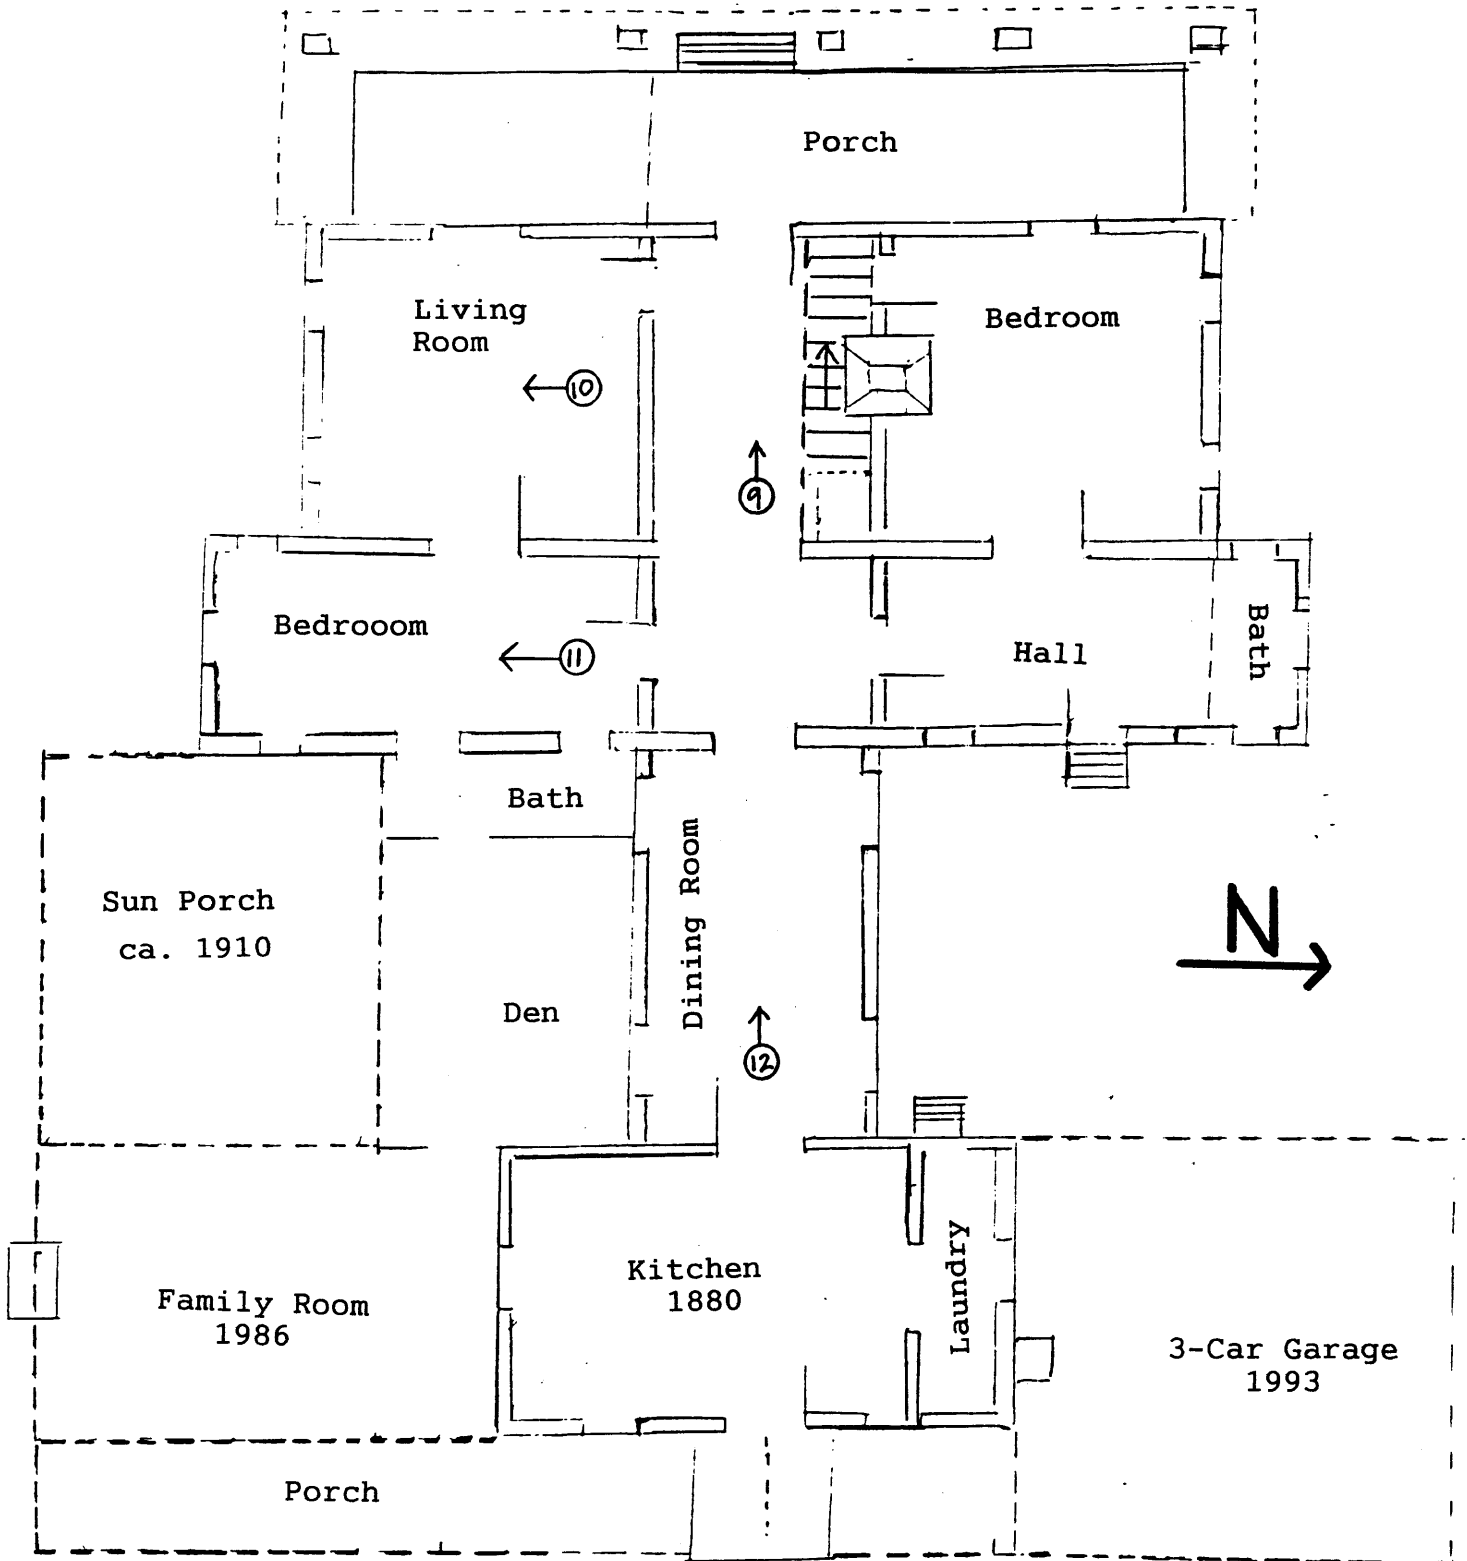 Porch
Living
Room
Bedroom
10
9
Bedrooom
11
Hall
Bath
Bath
Sun Porch
ca. 1910
Dining Room
Den
N
12
Kitchen
1880
Laundry
Family Room
1986
3-Car Garage
1993
Porch